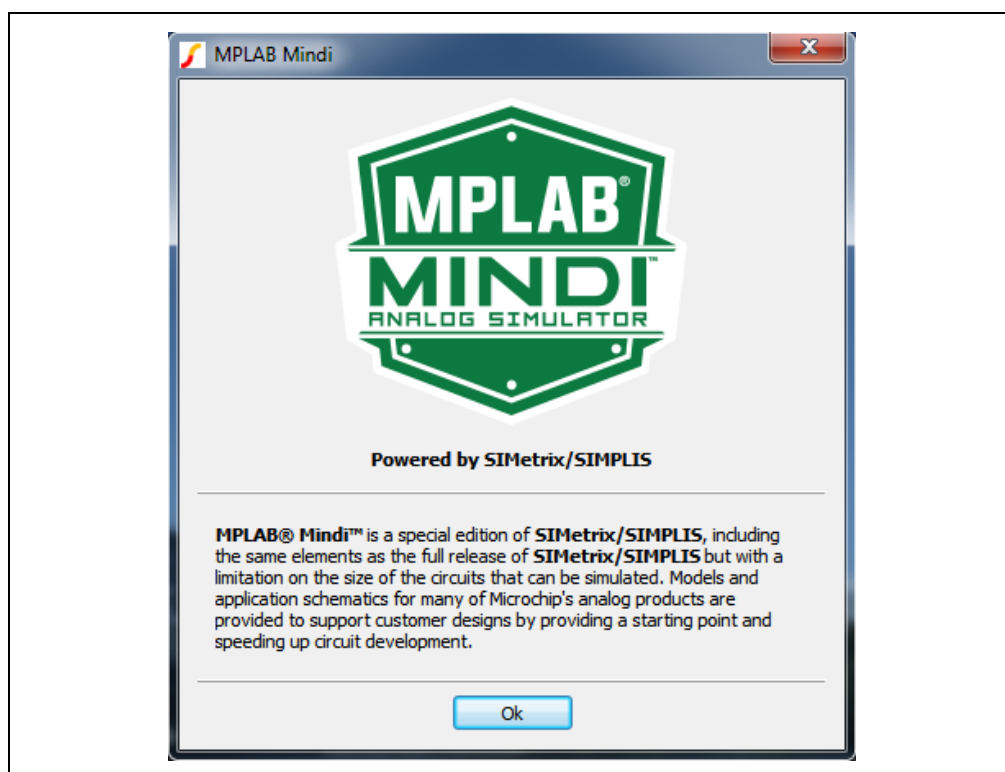 MPLAB Mindi
MPLAB®
MINDI™
ANALOG SIMULATOR
Powered by SIMetrix/SIMPLIS
MPLAB® Mindi™ is a special edition of SIMetrix/SIMPLIS, including
the same elements as the full release of SIMetrix/SIMPLIS but with a
limitation on the size of the circuits that can be simulated. Models and
application schematics for many of Microchip's analog products are
provided to support customer designs by providing a starting point and
speeding up circuit development.
Ok